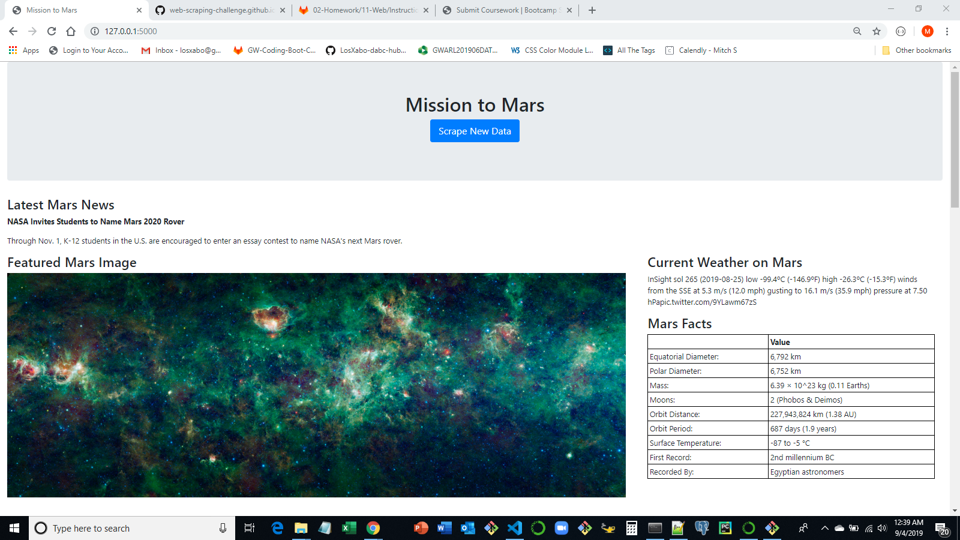 Mission to Mars
web-scraping-challenge.github.i
02-Homework/11-Web/Instructi
Submit Coursework | Bootcamp
127.0.0.1:5000
Apps
Login to Your Acco...
Inbox - losxabo@g...
GW-Coding-Boot-C...
LosXabo-dabc-hub...
GWARL201906DAT...
CSS Color Module L...
All The Tags
Calendly - Mitch S
Other bookmarks
Mission to Mars
Scrape New Data
Latest Mars News
NASA Invites Students to Name Mars 2020 Rover
Through Nov. 1, K-12 students in the U.S. are encouraged to enter an essay contest to name NASA's next Mars rover.
Featured Mars Image
Current Weather on Mars
InSight sol 265 (2019-08-25) low -99.4ºC (-146.9ºF) high -26.3ºC (-15.3ºF) winds
from the SSE at 5.3 m/s (12.0 mph) gusting to 16.1 m/s (35.9 mph) pressure at 7.50
hPapic.twitter.com/9YLawm67zS
Mars Facts
Value
Equatorial Diameter: 6,792 km
Polar Diameter: 6,752 km
Mass: 6.39 × 10^23 kg (0.11 Earths)
Moons: 2 (Phobos & Deimos)
Orbit Distance: 227,943,824 km (1.38 AU)
Orbit Period: 687 days (1.9 years)
Surface Temperature: -87 to -5 °C
First Record: 2nd millennium BC
Recorded By: Egyptian astronomers
Type here to search
12:39 AM
9/4/2019
20